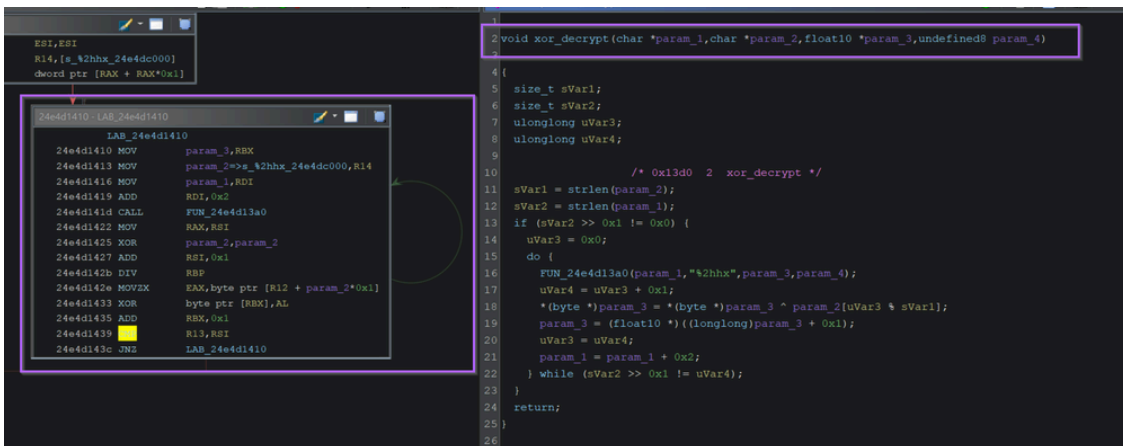 ESI,ESI
R14,[s_%2hhx_24e4dc000]
dword ptr [RAX + RAX*0x1]
24e4d1410 - LAB_24e4d1410
LAB_24e4d1410
24e4d1410 MOV param_3,RBX
24e4d1413 MOV param_2=>s_%2hhx_24e4dc000,R14
24e4d1416 MOV param_1,RDI
24e4d1419 ADD RDI,0x2
24e4d141d CALL FUN_24e4d13a0
24e4d1422 MOV RAX,RSI
24e4d1425 XOR param_2,param_2
24e4d1427 ADD RSI,0x1
24e4d142b DIV RBP
24e4d142e MOVZX EAX,byte ptr [R12 + param_2*0x1]
24e4d1433 XOR byte ptr [RBX],AL
24e4d1435 ADD RBX,0x1
24e4d1439 R13,RSI
24e4d143c JNZ LAB_24e4d1410
1
2 void xor_decrypt(char *param_1,char *param_2,float10 *param_3,undefined8 param_4)
3
4 {
5 size_t sVar1;
6 size_t sVar2;
7 ulonglong uVar3;
8 ulonglong uVar4;
9
10 /* 0x13d0 2 xor_decrypt */
11 sVar1 = strlen(param_2);
12 sVar2 = strlen(param_1);
13 if (sVar2 >> 0x1 != 0x0) {
14 uVar3 = 0x0;
15 do {
16 FUN_24e4d13a0(param_1,"%2hhx",param_3,param_4);
17 uVar4 = uVar3 + 0x1;
18 *(byte *)param_3 = *(byte *)param_3 ^ param_2[uVar3 % sVar1];
19 param_3 = (float10 *)((longlong)param_3 + 0x1);
20 uVar3 = uVar4;
21 param_1 = param_1 + 0x2;
22 } while (sVar2 >> 0x1 != uVar4);
23 }
24 return;
25 }
26